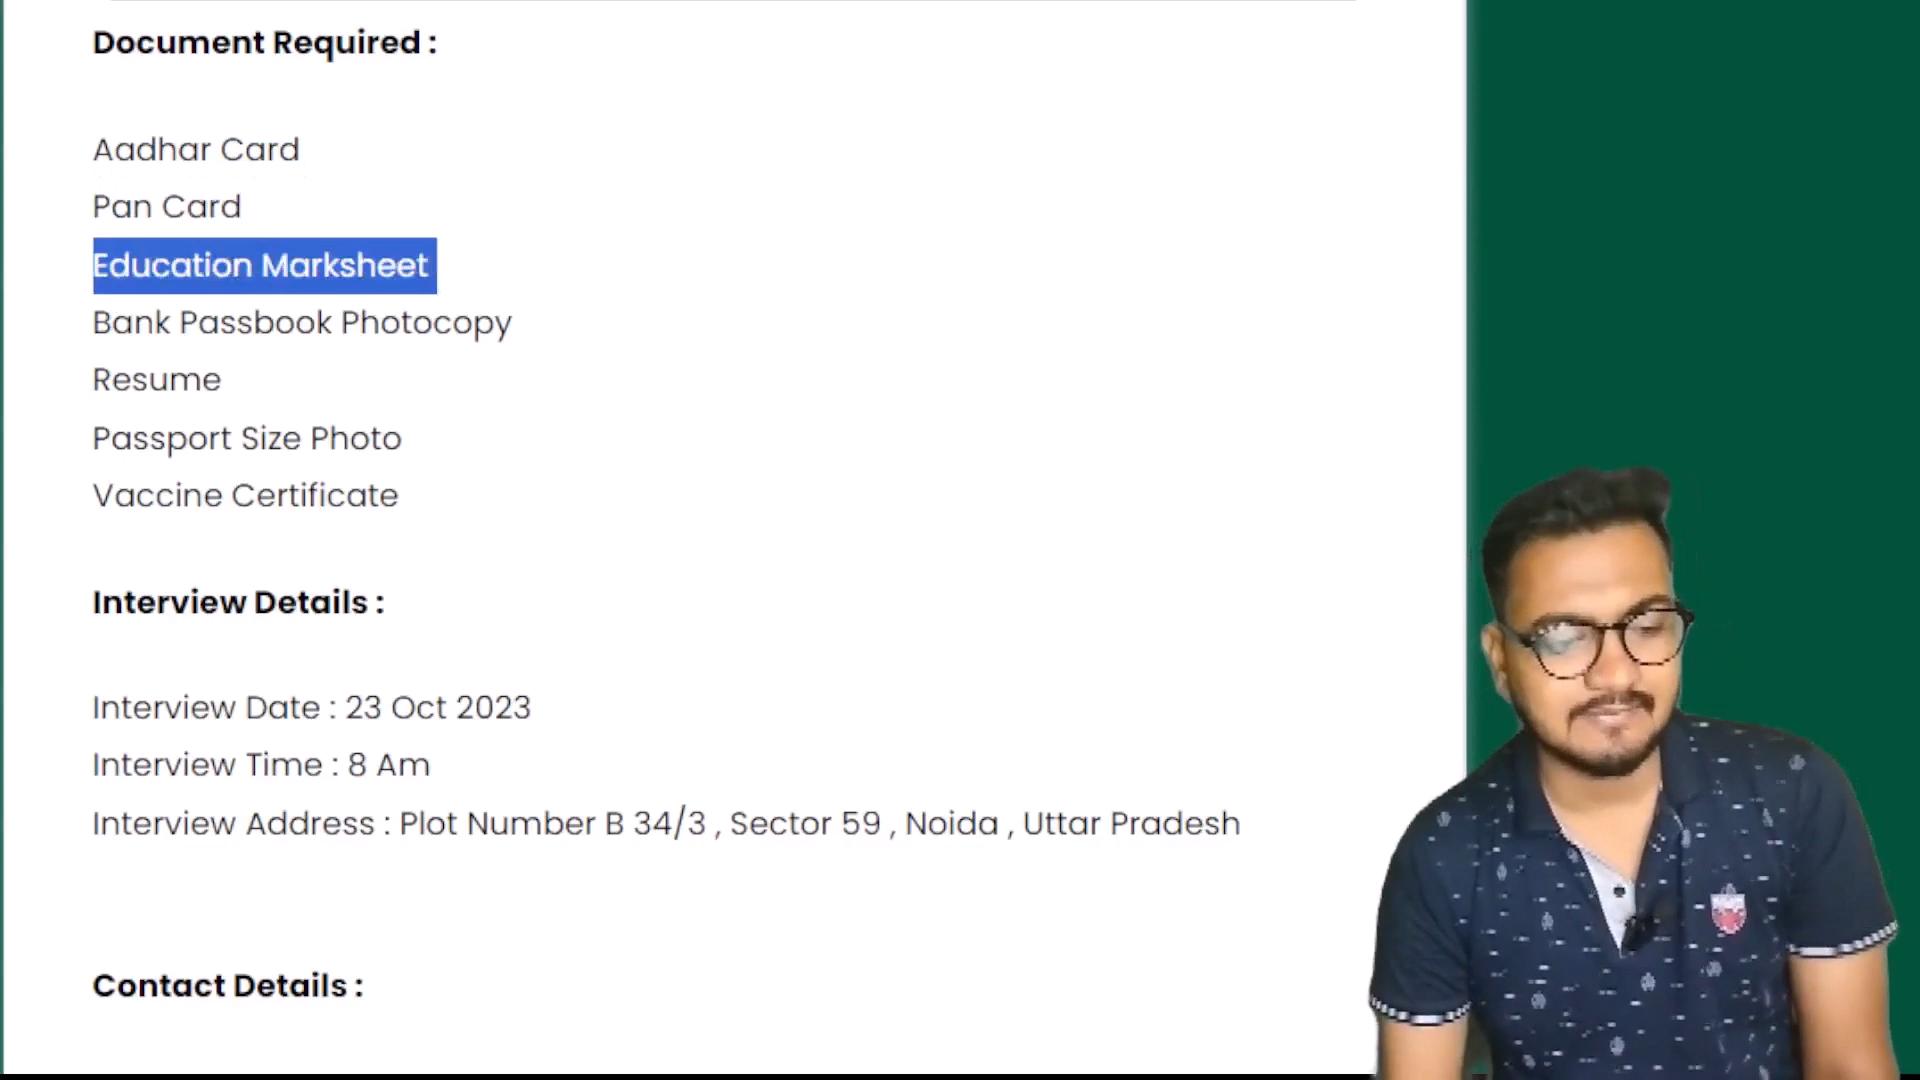 Document Required :
Aadhar Card
Pan Card
Education Marksheet
Bank Passbook Photocopy
Resume
Passport Size Photo
Vaccine Certificate
Interview Details :
Interview Date : 23 Oct 2023
Interview Time : 8 Am
Interview Address : Plot Number B 34/3 , Sector 59 , Noida , Uttar Pradesh
Contact Details :